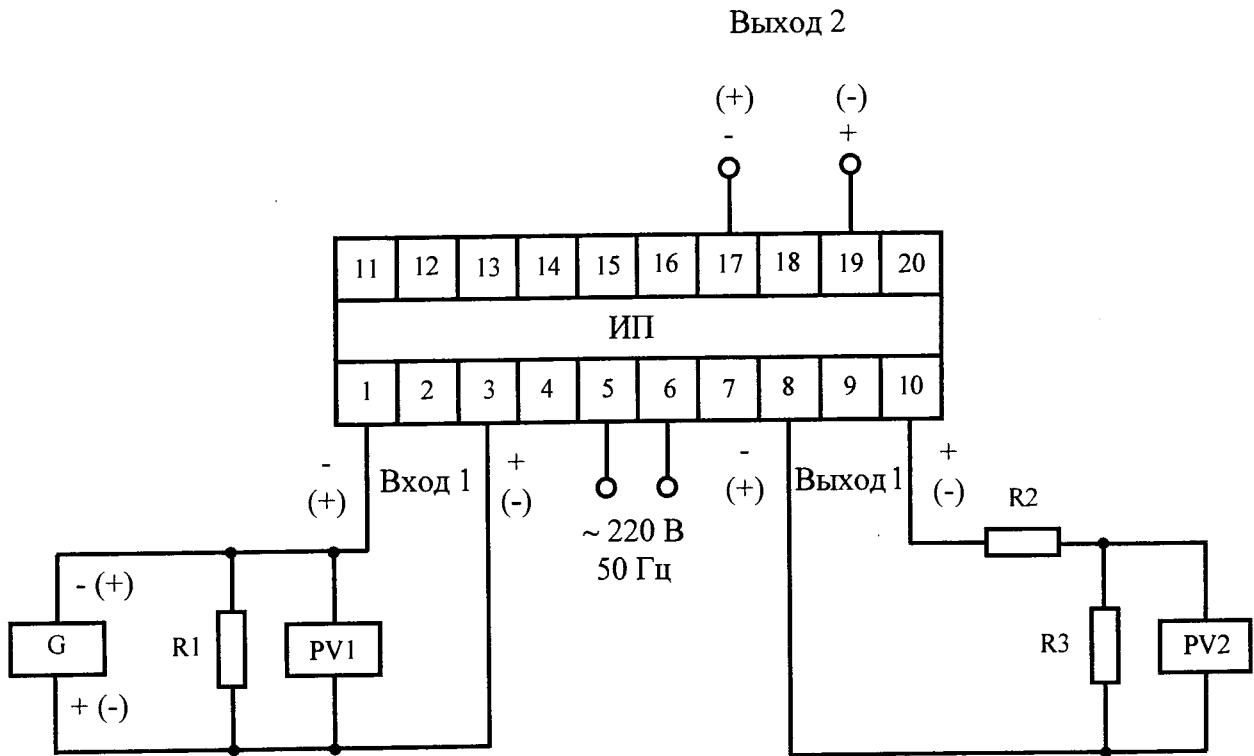 Выход 2
(+) (-)
- +
11 12 13 14 15 16 17 18 19 20
ИП
1 2 3 4 5 6 7 8 9 10
- Вход 1 + - Выход 1 +
(+) (-) (+) (-)
~ 220 В
50 Гц
R2
- (+)
G R1 PV1 R3 PV2
+ (-)